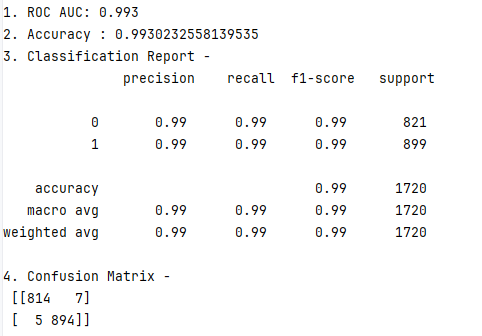 1. ROC AUC: 0.993
2. Accuracy : 0.9930232558139535
3. Classification Report -
precision recall f1-score support
0 0.99 0.99 0.99 821
1 0.99 0.99 0.99 899
accuracy 0.99 1720
macro avg 0.99 0.99 0.99 1720
weighted avg 0.99 0.99 0.99 1720
4. Confusion Matrix -
[[814 7]
[ 5 894]]